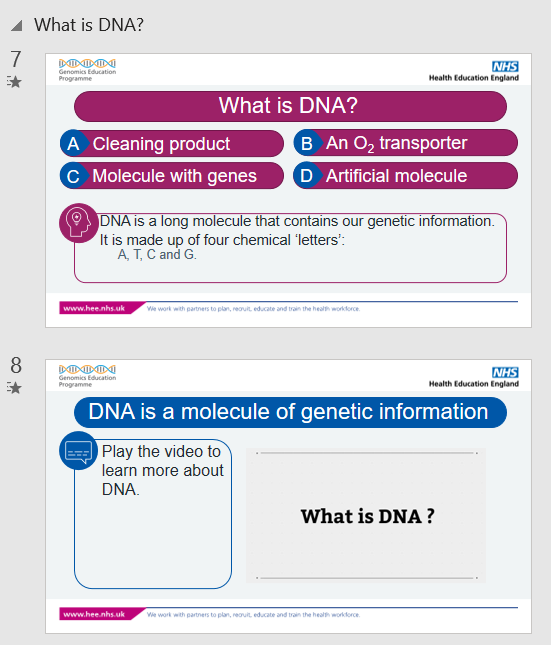 What is DNA?
7
Genomics Education
Programme
NHS
Health Education England
What is DNA?
A Cleaning product
B An O₂ transporter
C Molecule with genes
D Artificial molecule
DNA is a long molecule that contains our genetic information.
It is made up of four chemical ‘letters’:
A, T, C and G.
www.hee.nhs.uk We work with partners to plan, recruit, educate and train the health workforce.
8
Genomics Education
Programme
NHS
Health Education England
DNA is a molecule of genetic information
Play the video to
learn more about
DNA.
What is DNA ?
www.hee.nhs.uk We work with partners to plan, recruit, educate and train the health workforce.